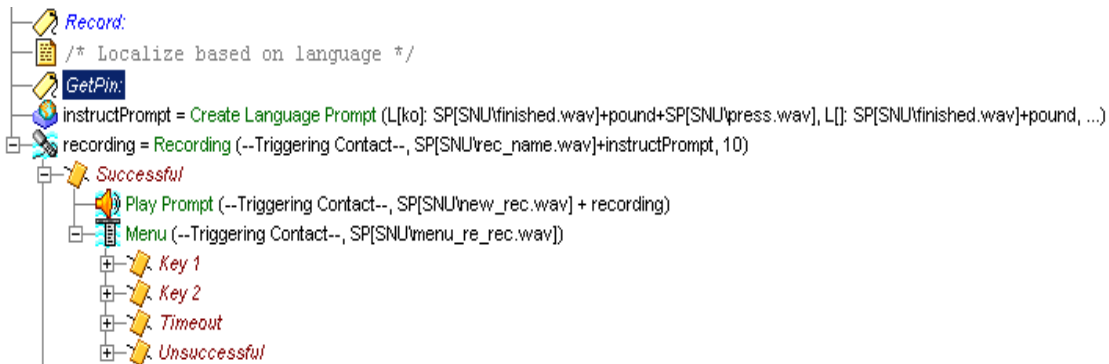 Record:
/* Localize based on language */
GetPin:
instructPrompt = Create Language Prompt (L[ko]: SP[SNU\finished.wav]+pound+SP[SNU\press.wav], L[]: SP[SNU\finished.wav]+pound, ...)
recording = Recording (--Triggering Contact--, SP[SNU\rec_name.wav]+instructPrompt, 10)
Successful
Play Prompt (--Triggering Contact--, SP[SNU\new_rec.wav] + recording)
Menu (--Triggering Contact--, SP[SNU\menu_re_rec.wav])
Key 1
Key 2
Timeout
Unsuccessful